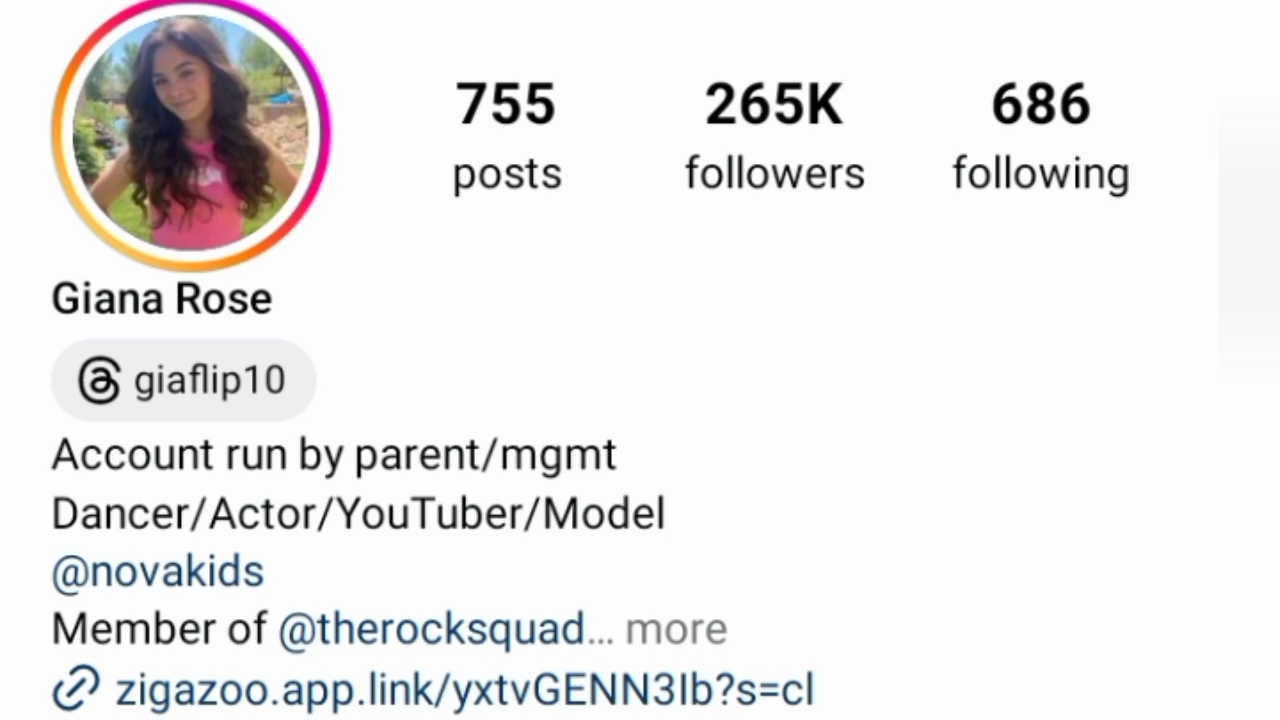 755 265K 686
posts followers following
Giana Rose
giaflip10
Account run by parent/mgmt
Dancer/Actor/YouTuber/Model
@novakids
Member of @therocksquad... more
zigazoo.app.link/yxtvGENN3Ib?s=cl